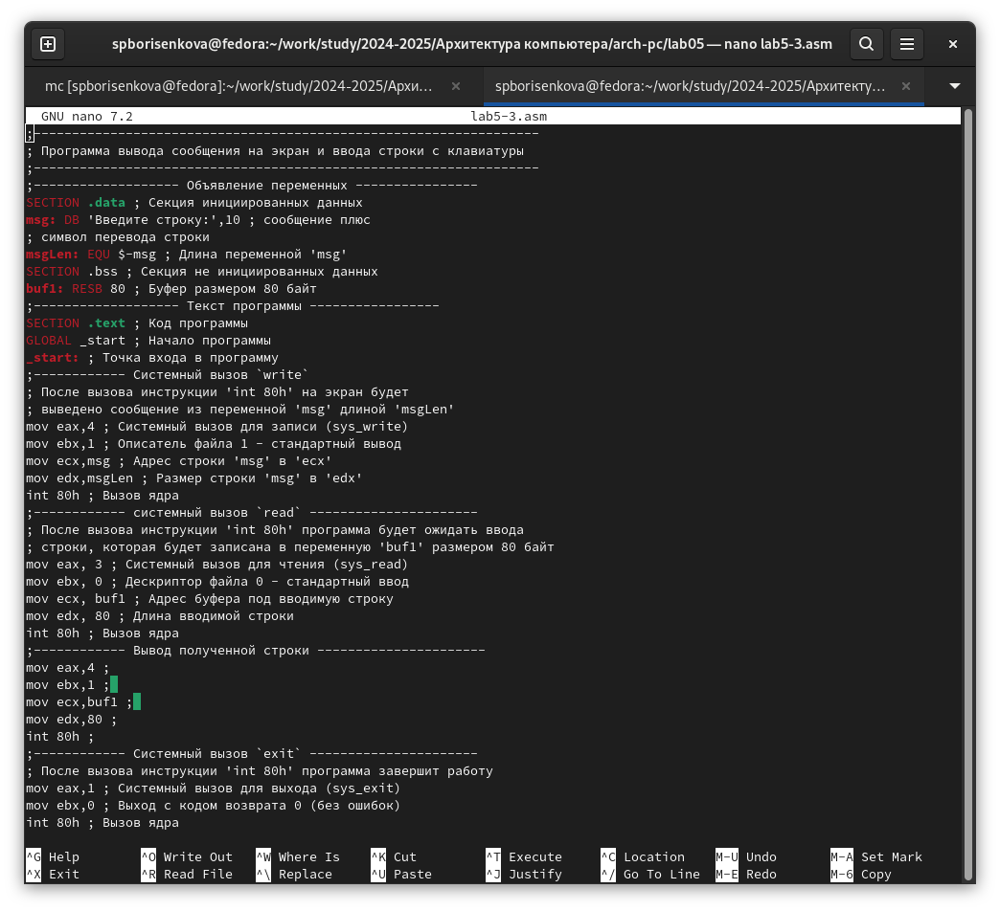 spborisenkova@fedora:~/work/study/2024-2025/Архитектура компьютера/arch-pc/lab05 — nano lab5-3.asm
mc [spborisenkova@fedora]:~/work/study/2024-2025/Архи...
spborisenkova@fedora:~/work/study/2024-2025/Архитекту...
GNU nano 7.2 lab5-3.asm
;------------------------------------------------------------------
; Программа вывода сообщения на экран и ввода строки с клавиатуры
;------------------------------------------------------------------
;------------------- Объявление переменных ----------------
SECTION .data ; Секция инициированных данных
msg: DB 'Введите строку:',10 ; сообщение плюс
; символ перевода строки
msgLen: EQU $-msg ; Длина переменной 'msg'
SECTION .bss ; Секция не инициированных данных
buf1: RESB 80 ; Буфер размером 80 байт
;------------------- Текст программы -----------------
SECTION .text ; Код программы
GLOBAL _start ; Начало программы
_start: ; Точка входа в программу
;------------ Системный вызов `write`
; После вызова инструкции 'int 80h' на экран будет
; выведено сообщение из переменной 'msg' длиной 'msgLen'
mov eax,4 ; Системный вызов для записи (sys_write)
mov ebx,1 ; Описатель файла 1 - стандартный вывод
mov ecx,msg ; Адрес строки 'msg' в 'ecx'
mov edx,msgLen ; Размер строки 'msg' в 'edx'
int 80h ; Вызов ядра
;------------ системный вызов `read` ----------------------
; После вызова инструкции 'int 80h' программа будет ожидать ввода
; строки, которая будет записана в переменную 'buf1' размером 80 байт
mov eax, 3 ; Системный вызов для чтения (sys_read)
mov ebx, 0 ; Дескриптор файла 0 - стандартный ввод
mov ecx, buf1 ; Адрес буфера под вводимую строку
mov edx, 80 ; Длина вводимой строки
int 80h ; Вызов ядра
;------------ Вывод полученной строки ----------------------
mov eax,4 ;
mov ebx,1 ;
mov ecx,buf1 ;
mov edx,80 ;
int 80h ;
;------------ Системный вызов `exit` ----------------------
; После вызова инструкции 'int 80h' программа завершит работу
mov eax,1 ; Системный вызов для выхода (sys_exit)
mov ebx,0 ; Выход с кодом возврата 0 (без ошибок)
int 80h ; Вызов ядра
^G Help ^O Write Out ^W Where Is ^K Cut ^T Execute ^C Location M-U Undo M-A Set Mark
^X Exit ^R Read File ^\ Replace ^U Paste ^J Justify ^/ Go To Line M-E Redo M-6 Copy